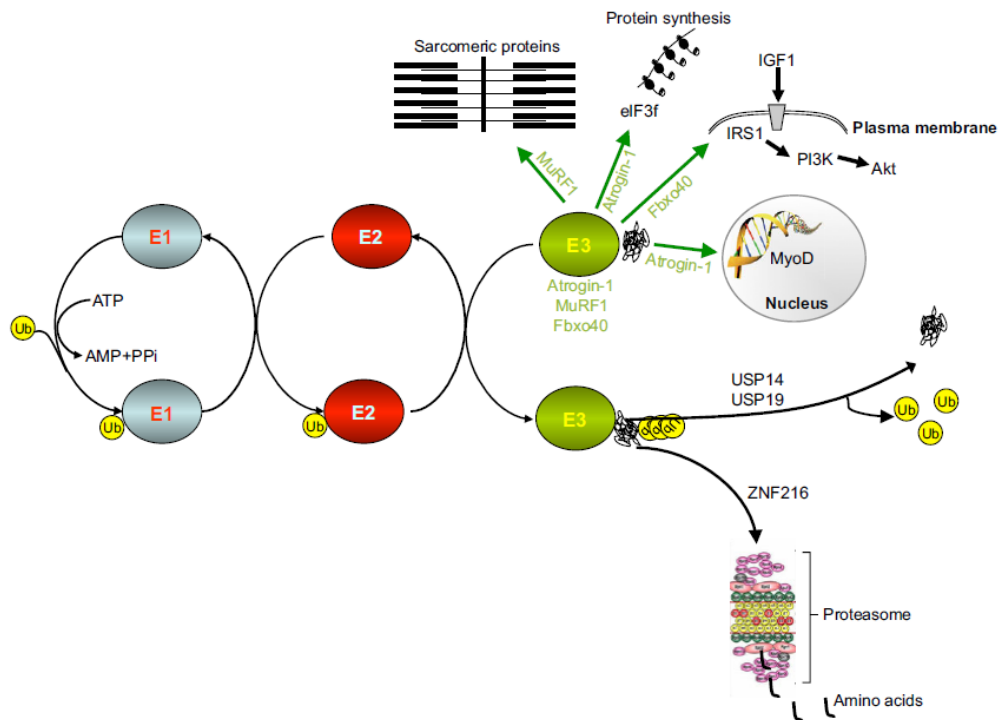 Protein synthesis
Sarcomeric proteins
IGF1
eIF3f
IRS1
Plasma membrane
PI3K
Akt
MuRF1
Atrogin-1
Fbxo40
E1
E2
E3
Atrogin-1
MyoD
Nucleus
Atrogin-1
MuRF1
Fbxo40
ATP
Ub
AMP+PPi
USP14
USP19
E1
Ub
E2
Ub
E3
Ub
Ub
Ub
ZNF216
Proteasome
Amino acids